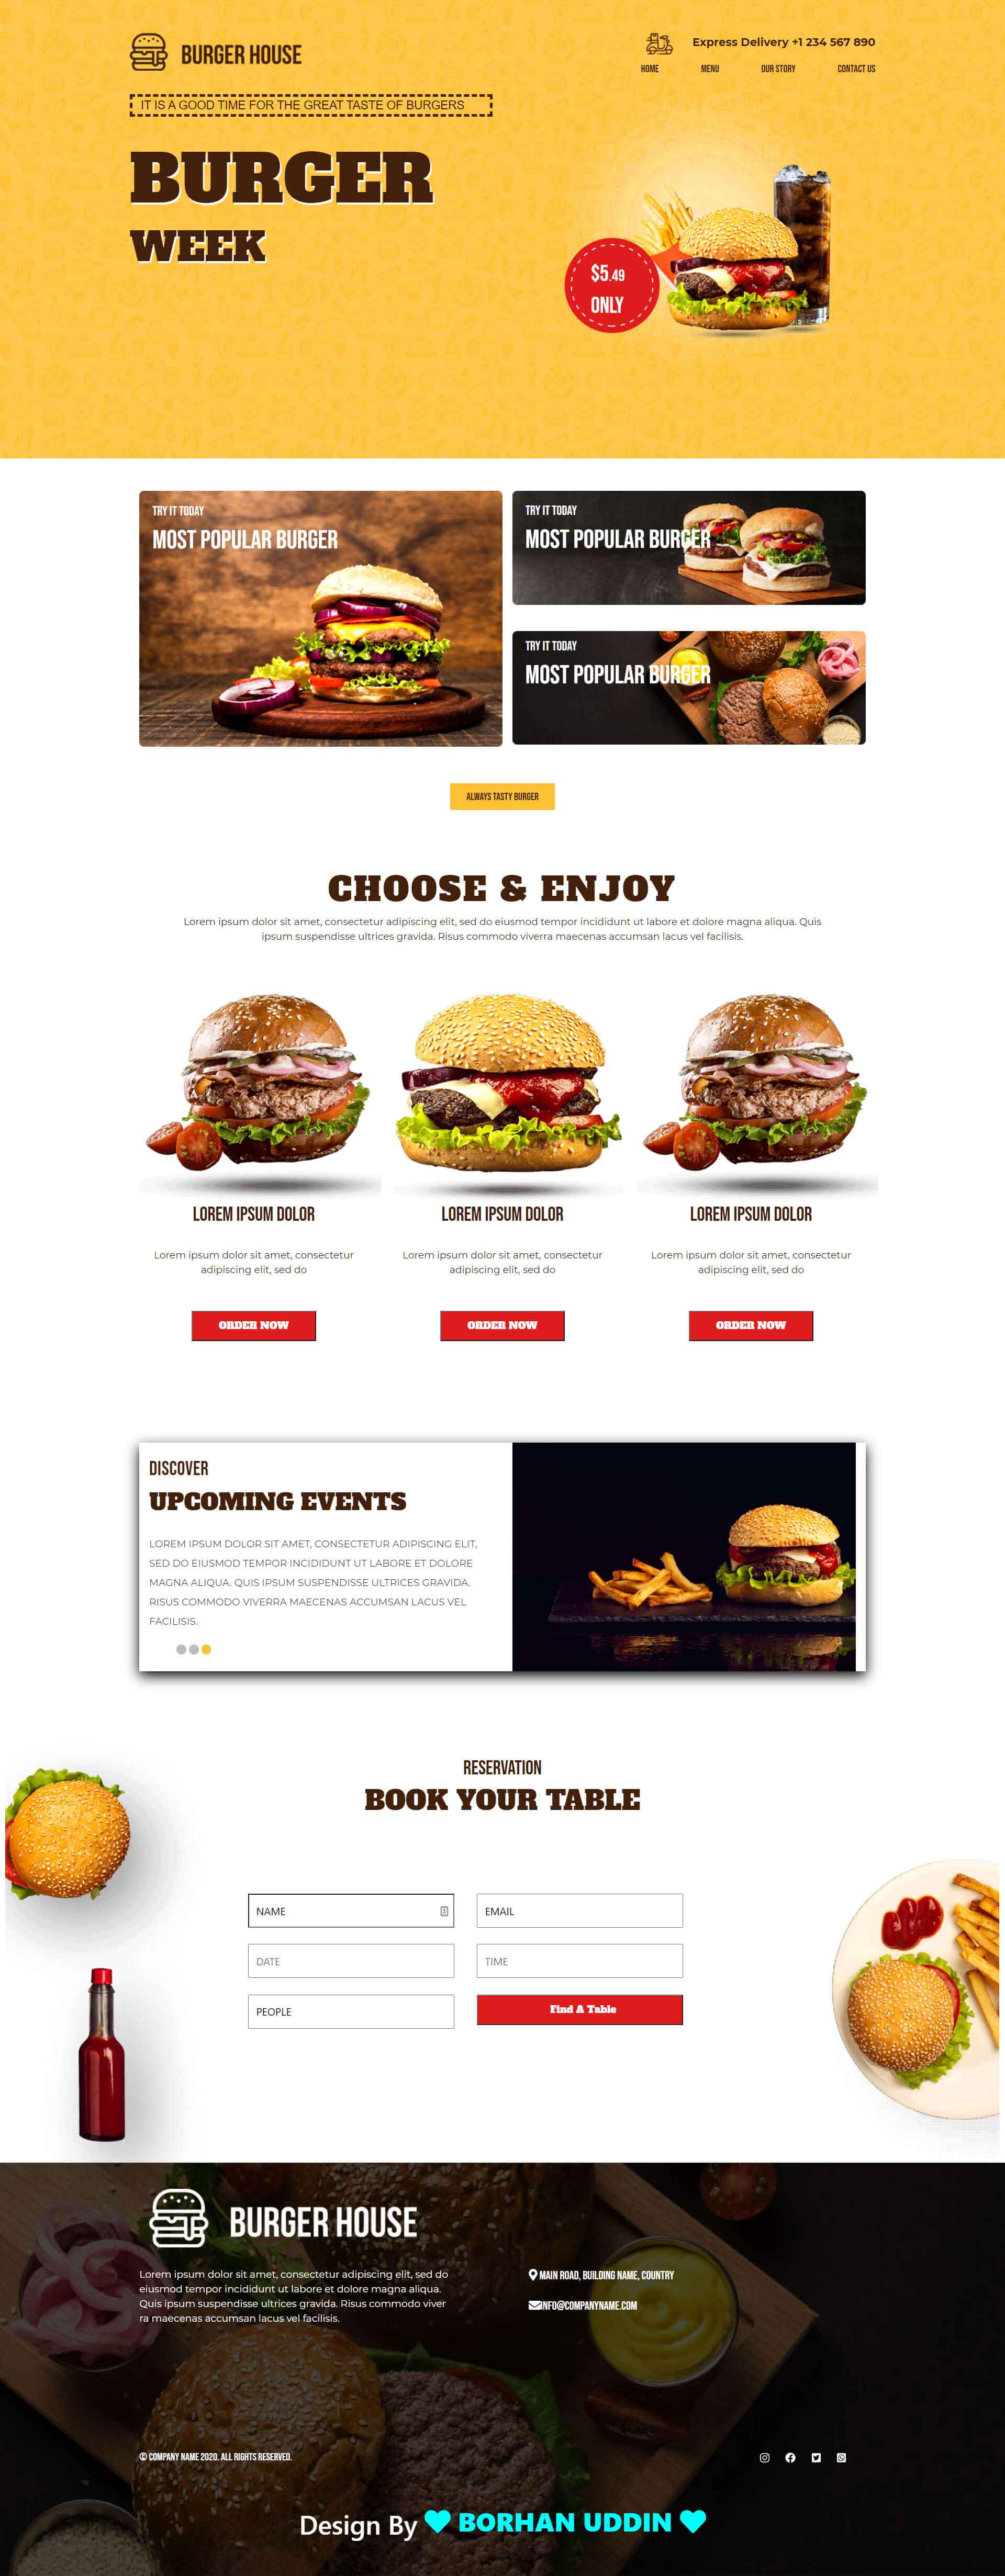 BURGER HOUSE
Express Delivery +1 234 567 890
HOME MENU OUR STORY CONTACT US
IT IS A GOOD TIME FOR THE GREAT TASTE OF BURGERS
BURGER
WEEK
$5.49
ONLY
TRY IT TODAY
MOST POPULAR BURGER
TRY IT TODAY
MOST POPULAR BURGER
TRY IT TODAY
MOST POPULAR BURGER
ALWAYS TASTY BURGER
CHOOSE & ENJOY
Lorem ipsum dolor sit amet, consectetur adipiscing elit, sed do eiusmod tempor incididunt ut labore et dolore magna aliqua. Quis
ipsum suspendisse ultrices gravida. Risus commodo viverra maecenas accumsan lacus vel facilisis.
LOREM IPSUM DOLOR
Lorem ipsum dolor sit amet, consectetur
adipiscing elit, sed do
ORDER NOW
LOREM IPSUM DOLOR
Lorem ipsum dolor sit amet, consectetur
adipiscing elit, sed do
ORDER NOW
LOREM IPSUM DOLOR
Lorem ipsum dolor sit amet, consectetur
adipiscing elit, sed do
ORDER NOW
DISCOVER
UPCOMING EVENTS
LOREM IPSUM DOLOR SIT AMET, CONSECTETUR ADIPISCING ELIT,
SED DO EIUSMOD TEMPOR INCIDIDUNT UT LABORE ET DOLORE
MAGNA ALIQUA. QUIS IPSUM SUSPENDISSE ULTRICES GRAVIDA.
RISUS COMMODO VIVERRA MAECENAS ACCUMSAN LACUS VEL
FACILISIS.
RESERVATION
BOOK YOUR TABLE
NAME
EMAIL
DATE
TIME
PEOPLE
Find A Table
BURGER HOUSE
Lorem ipsum dolor sit amet, consectetur adipiscing elit, sed do
eiusmod tempor incididunt ut labore et dolore magna aliqua.
Quis ipsum suspendisse ultrices gravida. Risus commodo viver
ra maecenas accumsan lacus vel facilisis.
MAIN ROAD, BUILDING NAME, COUNTRY
INFO@COMPANYNAME.COM
© COMPANY NAME 2020. ALL RIGHTS RESERVED.
Design By BORHAN UDDIN